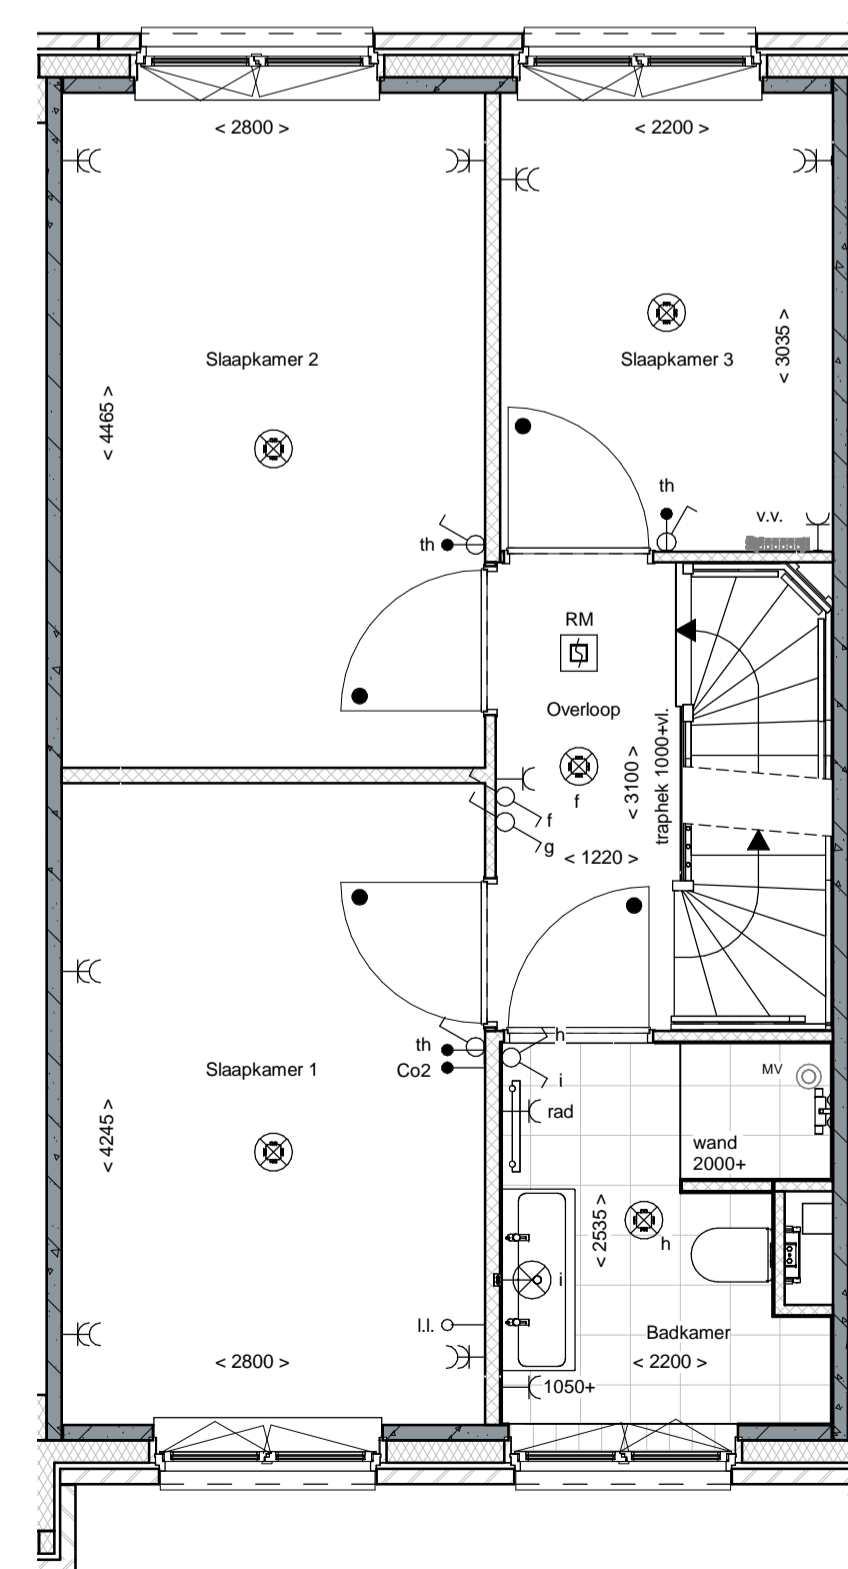 < 2800 >
< 2200 >
Slaapkamer 2
Slaapkamer 3
< 3035 >
< 4465 >
th
v.v.
th
RM
Overloop
traphek 1000+vl.
< 3100 >
f
f
g
< 1220 >
h
th
Co2
Slaapkamer 1
i
MV
rad
< 4245 >
wand
2000+
< 2535 >
h
i
l.l.
Badkamer
< 2800 >
< 2200 >
1050+